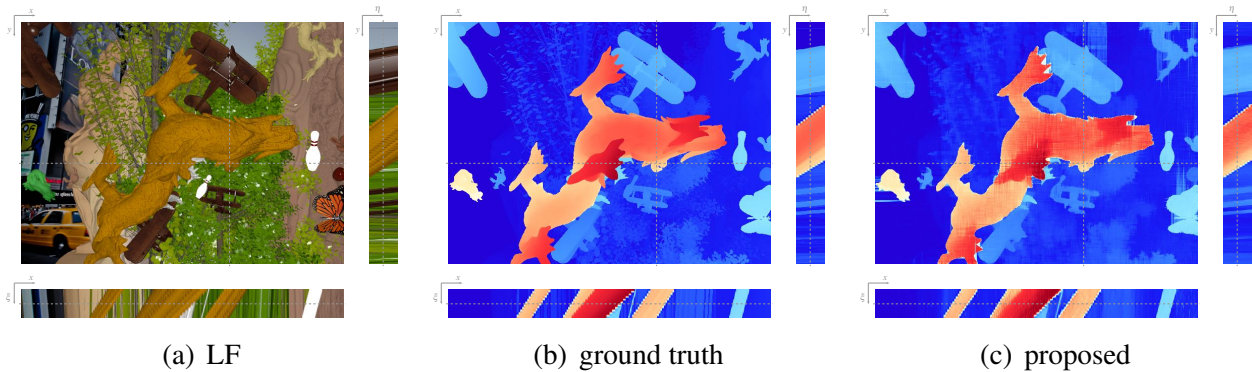 x
η
x
η
x
η
y
y
y
y
y
y
x
x
x
(a) LF
(b) ground truth
(c) proposed